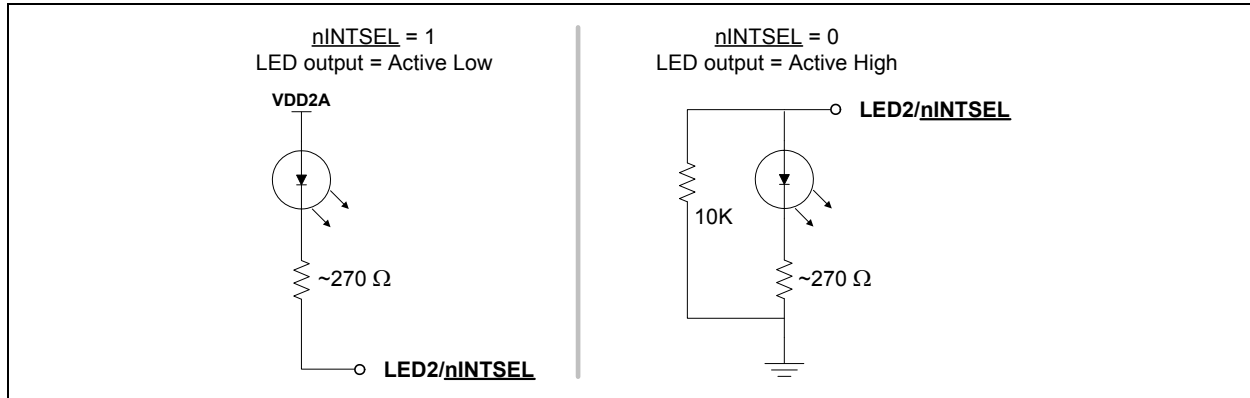 nINTSEL = 1
LED output = Active Low
VDD2A
~270 Ω
LED2/nINTSEL
nINTSEL = 0
LED output = Active High
LED2/nINTSEL
10K
~270 Ω